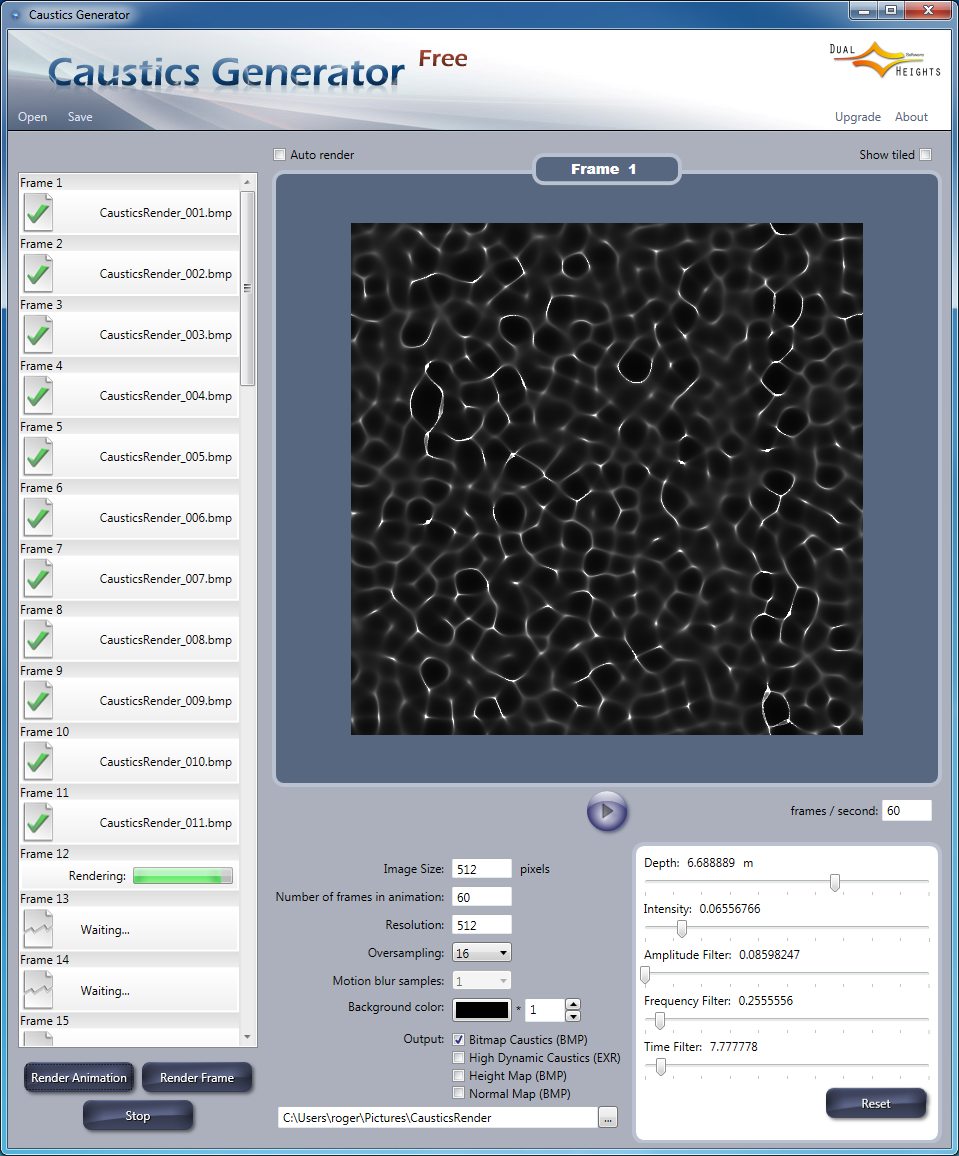 Caustics Generator
Caustics Generator Free
DUAL Software HEIGHTS
Open Save Upgrade About
Auto render
Show tiled
Frame 1
Frame 1
CausticsRender_001.bmp
Frame 2
CausticsRender_002.bmp
Frame 3
CausticsRender_003.bmp
Frame 4
CausticsRender_004.bmp
Frame 5
CausticsRender_005.bmp
Frame 6
CausticsRender_006.bmp
Frame 7
CausticsRender_007.bmp
Frame 8
CausticsRender_008.bmp
Frame 9
CausticsRender_009.bmp
Frame 10
CausticsRender_010.bmp
Frame 11
CausticsRender_011.bmp
Frame 12
Rendering:
Frame 13
Waiting...
Frame 14
Waiting...
Frame 15
Render Animation Render Frame
Stop
frames / second: 60
Image Size: 512 pixels
Number of frames in animation: 60
Resolution: 512
Oversampling: 16
Motion blur samples: 1
Background color: * 1
Output: Bitmap Caustics (BMP)
High Dynamic Caustics (EXR)
Height Map (BMP)
Normal Map (BMP)
C:\Users\roger\Pictures\CausticsRender ...
Depth: 6.688889 m
Intensity: 0.06556766
Amplitude Filter: 0.08598247
Frequency Filter: 0.2555556
Time Filter: 7.777778
Reset